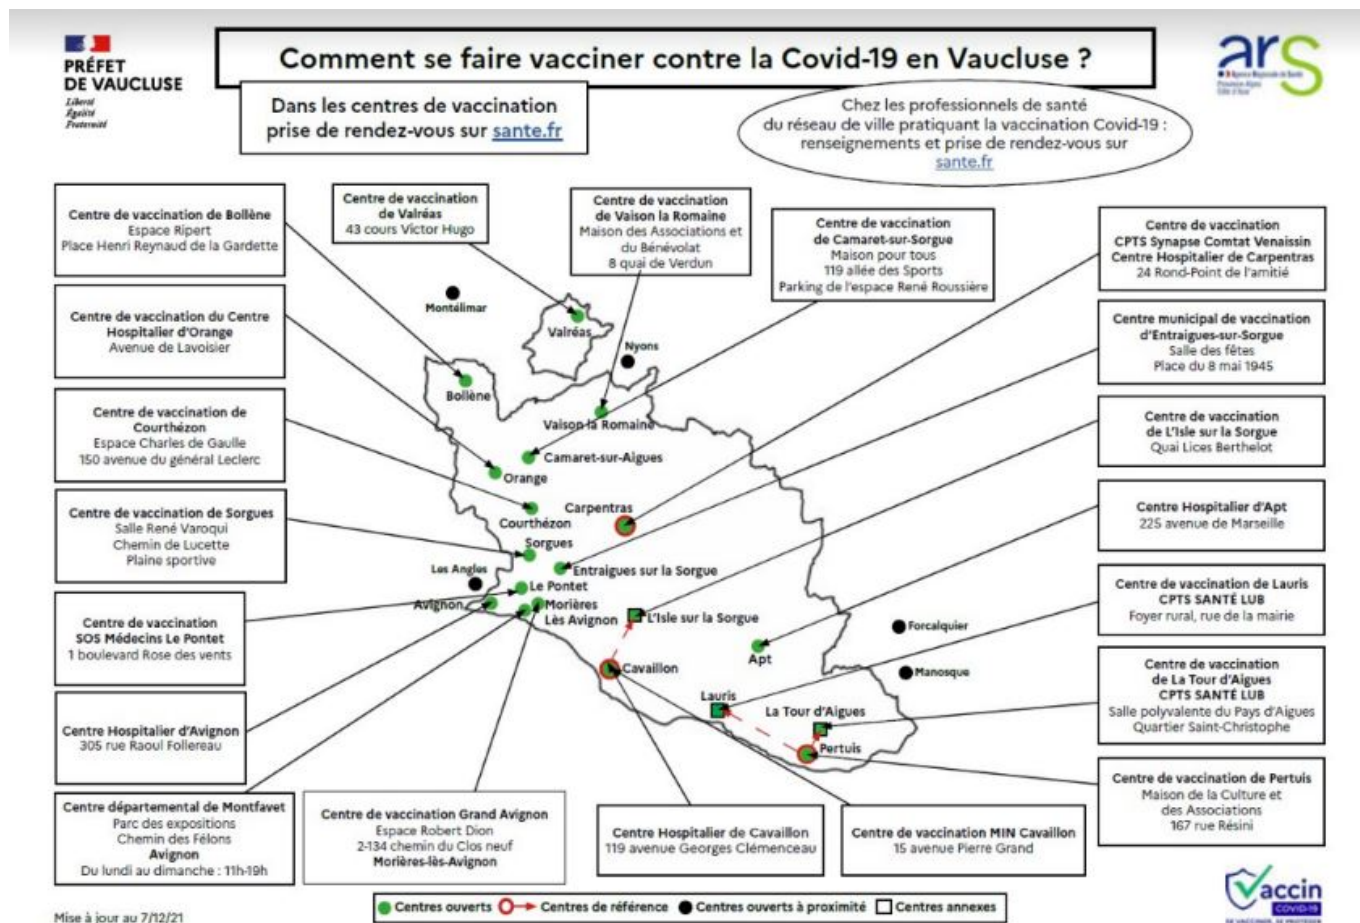 PRÉFET
DE VAUCLUSE
Liberté
Égalité
Fraternité
Comment se faire vacciner contre la Covid-19 en Vaucluse ?
ars
Agence Régionale de Santé
Provence-Alpes
Côte d'Azur
Dans les centres de vaccination
prise de rendez-vous sur sante.fr
Chez les professionnels de santé
du réseau de ville pratiquant la vaccination Covid-19 :
renseignements et prise de rendez-vous sur
sante.fr
Centre de vaccination de Bollène
Espace Ripert
Place Henri Reynaud de la Gardette
Centre de vaccination
de Valréas
43 cours Victor Hugo
Centre de vaccination
de Vaison la Romaine
Maison des Associations et
du Bénévolat
8 quai de Verdun
Centre de vaccination
de Camaret-sur-Sorgue
Maison pour tous
119 allée des Sports
Parking de l'espace René Roussière
Centre de vaccination
CPTS Synapse Comtat Venaissin
Centre Hospitalier de Carpentras
24 Rond-Point de l'amitié
Centre de vaccination du Centre
Hospitalier d'Orange
Avenue de Lavoisier
Centre municipal de vaccination
d'Entraigues-sur-Sorgue
Salle des fêtes
Place du 8 mai 1945
Centre de vaccination de
Courthézon
Espace Charles de Gaulle
150 avenue du général Leclerc
Centre de vaccination
de L'Isle sur la Sorgue
Quai Lices Berthelot
Centre de vaccination de Sorgues
Salle René Varoqui
Chemin de Lucette
Plaine sportive
Centre Hospitalier d'Apt
225 avenue de Marseille
Centre de vaccination
SOS Médecins Le Pontet
1 boulevard Rose des vents
Centre de vaccination de Lauris
CPTS SANTÉ LUB
Foyer rural, rue de la mairie
Centre Hospitalier d'Avignon
305 rue Raoul Follereau
Centre de vaccination
de La Tour d'Aigues
CPTS SANTÉ LUB
Salle polyvalente du Pays d'Aigues
Quartier Saint-Christophe
Centre départemental de Montfavet
Parc des expositions
Chemin des Félons
Avignon
Du lundi au dimanche : 11h-19h
Centre de vaccination Grand Avignon
Espace Robert Dion
2-134 chemin du Clos neuf
Morières-lès-Avignon
Centre Hospitalier de Cavaillon
119 avenue Georges Clémenceau
Centre de vaccination MIN Cavaillon
15 avenue Pierre Grand
Centre de vaccination de Pertuis
Maison de la Culture et
des Associations
167 rue Résini
Montélimar
Valréas
Nyons
Bollène
Vaison la Romaine
Camaret-sur-Aigues
Orange
Carpentras
Courthézon
Sorgues
Les Angles
Entraigues sur la Sorgue
Le Pontet
Avignon
Morières
Lès Avignon
L'Isle sur la Sorgue
Forcalquier
Apt
Cavaillon
Manosque
Lauris
La Tour d'Aigues
Pertuis
Centres ouverts
Centres de référence
Centres ouverts à proximité
Centres annexes
Mise à jour au 7/12/21
Vaccin
COVID-19
SE VACCINER, SE PROTÉGER